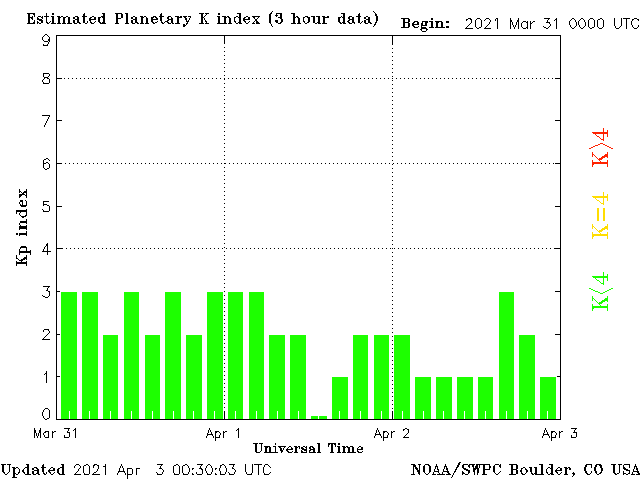 Estimated Planetary K index (3 hour data) Begin: 2021 Mar 31 0000 UTC
9
8
7
6
5
4
3
2
1
0
Kp index
K>4
K=4
K<4
Mar 31 Apr 1 Apr 2 Apr 3
Universal Time
Updated 2021 Apr 3 00:30:03 UTC NOAA/SWPC Boulder, CO USA